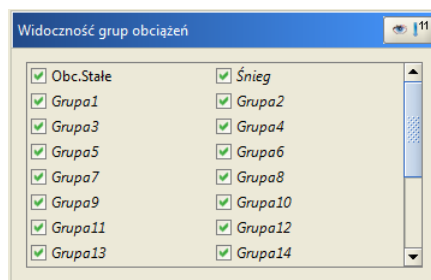 Widoczność grup obciążeń 11
Obc.Stałe Śnieg
Grupa1 Grupa2
Grupa3 Grupa4
Grupa5 Grupa6
Grupa7 Grupa8
Grupa9 Grupa10
Grupa11 Grupa12
Grupa13 Grupa14